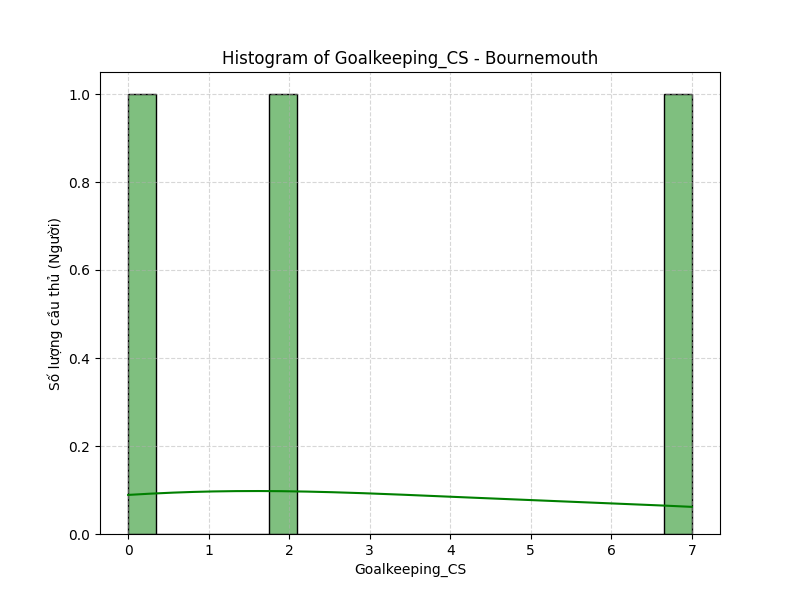 Histogram of Goalkeeping_CS - Bournemouth
Số lượng cầu thủ (Người)
1.0
0.8
0.6
0.4
0.2
0.0
0 1 2 3 4 5 6 7
Goalkeeping_CS